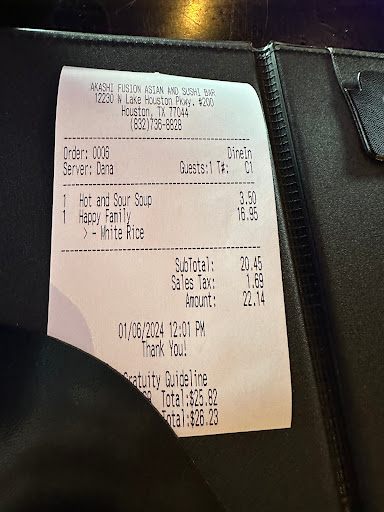 AKASHI FUSION ASIAN AND SUSHI BAR
12230 N Lake Houston Pkwy. #200
Houston, TX 77044
(832)736-8828
Order: 0006 DineIn
Server: Dana Guests:1 T#: C1
1 Hot and Sour Soup 3.50
1 Happy Family 16.95
> - White Rice
SubTotal: 20.45
Sales Tax: 1.69
Amount: 22.14
01/06/2024 12:01 PM
Thank You!
Gratuity Guideline
Total:$25.82
Total:$26.23